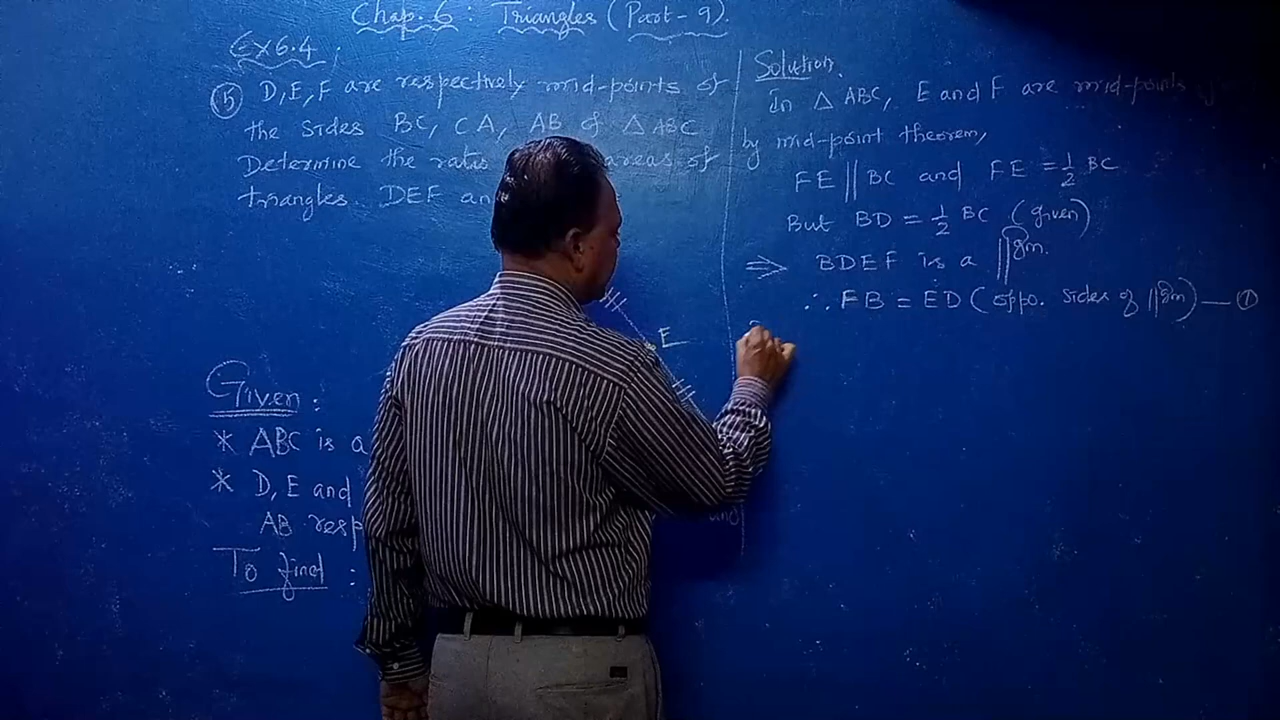 Chap. 6 : Triangles (Part-9).
Ex 6.4 :
D, E, F are respectively mid-points of
the sides BC, CA, AB of △ ABC
Determine the ratio areas of
triangles. DEF an
E
Given :
* ABC is a
* D, E and
AB resp
and
To find :
Solution.
In △ ABC, E and F are mid-points
by mid-point theorem,
FE || BC and FE = 1/2 BC
But BD = 1/2 BC (given)
⇒ BDEF is a ||gm.
∴ FB = ED (oppo. sides of ||gm) — ①